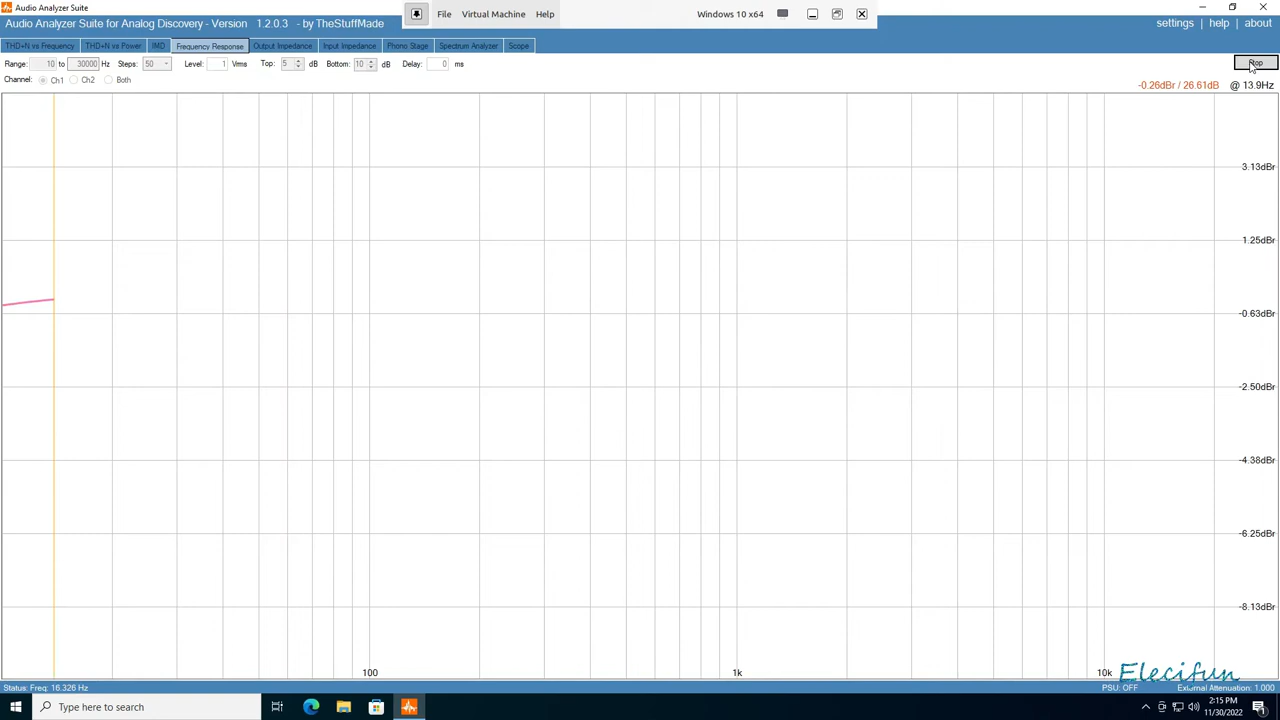 Audio Analyzer Suite
File Virtual Machine Help
Windows 10 x64
Audio Analyzer Suite for Analog Discovery - Version 1.2.0.3 - by TheStuffMade
settings | help | about
THD+N vs Frequency THD+N vs Power IMD Frequency Response Output Impedance Input Impedance Phono Stage Spectrum Analyzer Scope
Range: 10 to 30000 Hz Steps: 50 Level: 1 Vrms Top: 5 dB Bottom: 10 dB Delay: 0 ms
Stop
Channel: Ch1 Ch2 Both
-0.26dBr / 26.61dB @ 13.9Hz
3.13dBr
1.25dBr
-0.63dBr
-2.50dBr
-4.38dBr
-6.25dBr
-8.13dBr
100 1k 10k
Elecifun
Status: Freq: 16.326 Hz
PSU: OFF External Attenuation: 1.000
Type here to search
2:15 PM
11/30/2022
1